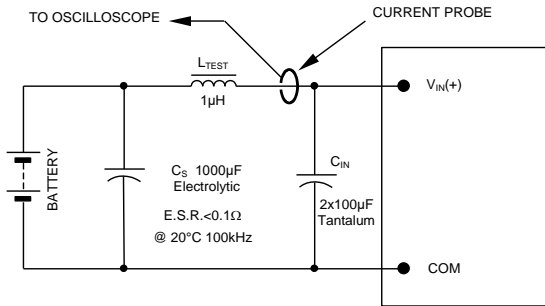 TO OSCILLOSCOPE
CURRENT PROBE
LTEST
1µH
VIN(+)
BATTERY
CS 1000µF
Electrolytic
E.S.R.<0.1Ω
@ 20°C 100kHz
CIN
2x100µF
Tantalum
COM